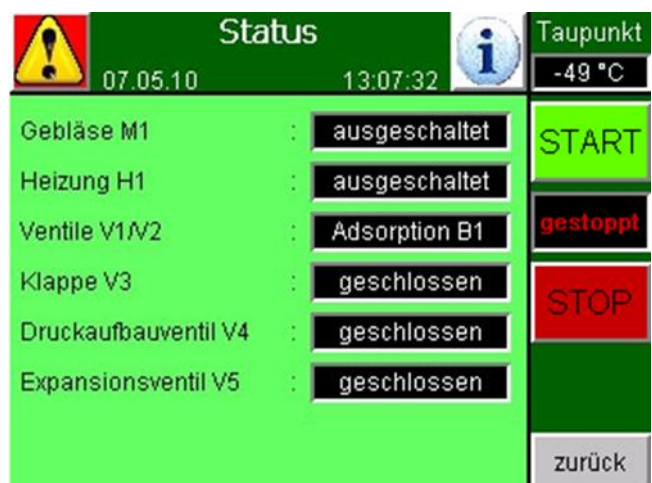 Status
07.05.10 13:07:32
Taupunkt
-49 °C
Gebläse M1 : ausgeschaltet
Heizung H1 : ausgeschaltet
Ventile V1/V2 : Adsorption B1
Klappe V3 : geschlossen
Druckaufbauventil V4 : geschlossen
Expansionsventil V5 : geschlossen
START
gestoppt
STOP
zurück